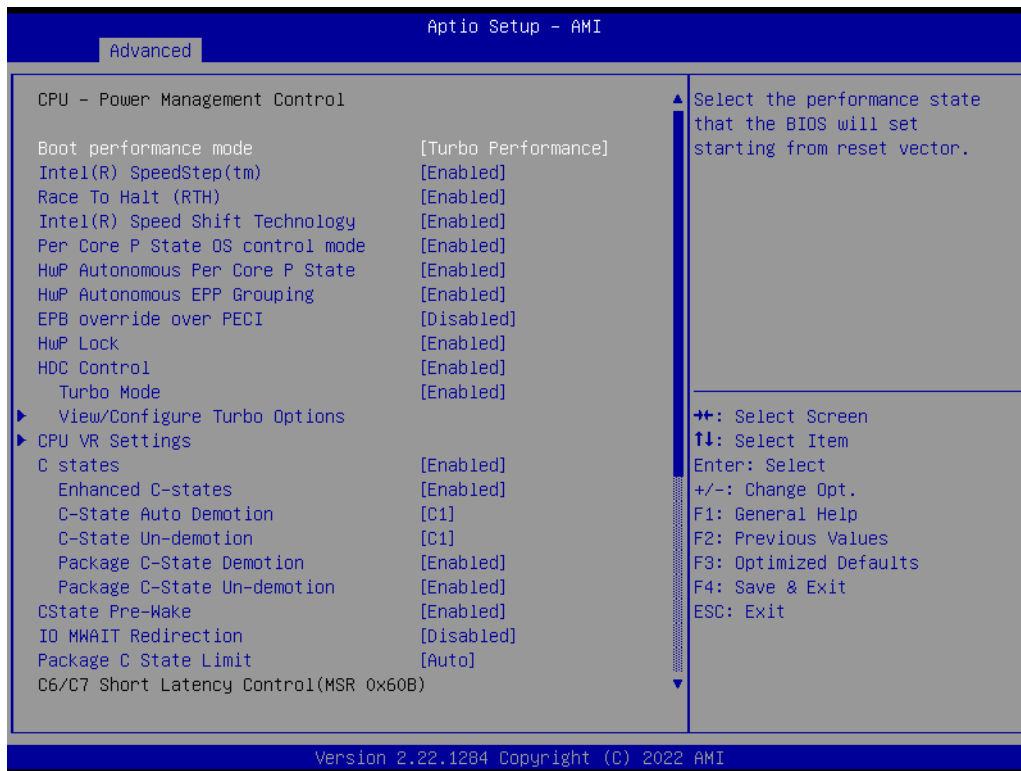 Aptio Setup – AMI
Advanced
CPU – Power Management Control
Boot performance mode [Turbo Performance]
Intel(R) SpeedStep(tm) [Enabled]
Race To Halt (RTH) [Enabled]
Intel(R) Speed Shift Technology [Enabled]
Per Core P State OS control mode [Enabled]
HwP Autonomous Per Core P State [Enabled]
HwP Autonomous EPP Grouping [Enabled]
EPB override over PECI [Disabled]
HwP Lock [Enabled]
HDC Control [Enabled]
Turbo Mode [Enabled]
View/Configure Turbo Options
CPU VR Settings
C states [Enabled]
Enhanced C-states [Enabled]
C-State Auto Demotion [C1]
C-State Un-demotion [C1]
Package C-State Demotion [Enabled]
Package C-State Un-demotion [Enabled]
CState Pre-Wake [Enabled]
IO MWAIT Redirection [Disabled]
Package C State Limit [Auto]
C6/C7 Short Latency Control(MSR 0x60B)
Select the performance state
that the BIOS will set
starting from reset vector.
→←: Select Screen
↑↓: Select Item
Enter: Select
+/-: Change Opt.
F1: General Help
F2: Previous Values
F3: Optimized Defaults
F4: Save & Exit
ESC: Exit
Version 2.22.1284 Copyright (C) 2022 AMI